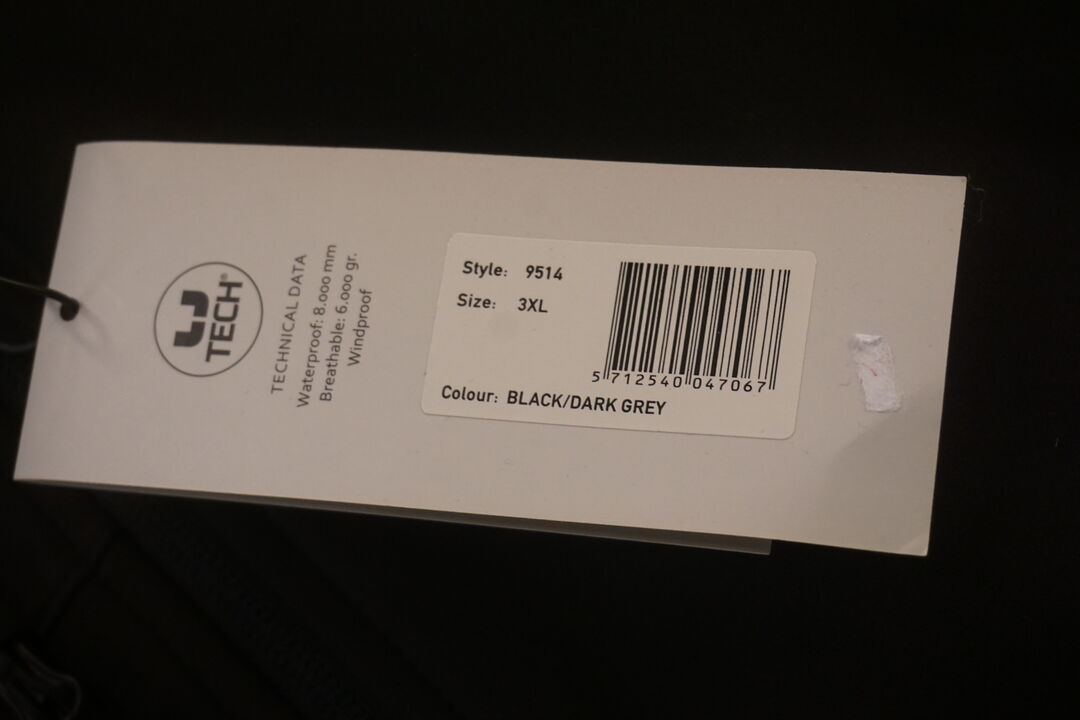 TECH®
TECHNICAL DATA
Waterproof: 8.000 mm
Breathable: 6.000 gr.
Windproof
Style: 9514
Size: 3XL
5 712540 047067
Colour: BLACK/DARK GREY